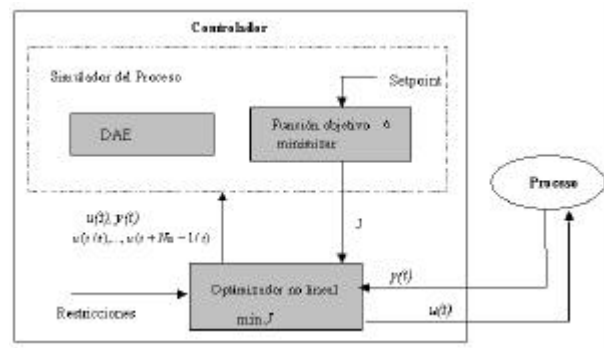 Controlador
Simulador del Proceso
Setpoint
DAE
Función objetivo a
minimizar
Proceso
u(t), y(t)
u(t/t),..., u(t+Nu-1/t)
J
y(t)
Optimizador no lineal
min J
Restricciones
u(t)